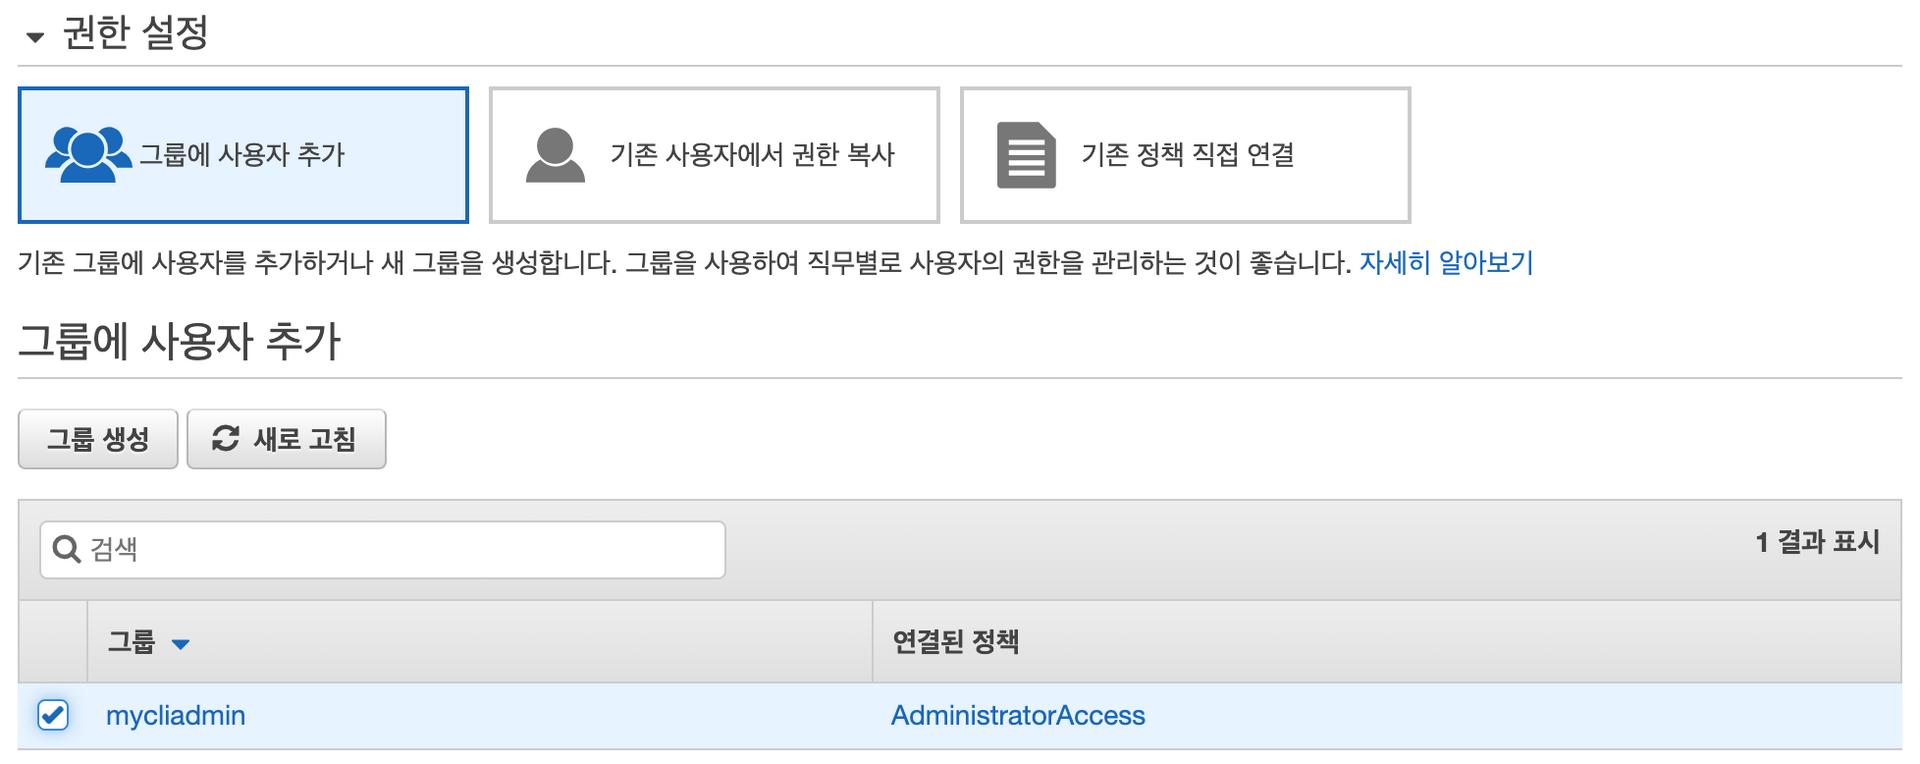 권한 설정
그룹에 사용자 추가
기존 사용자에서 권한 복사
기존 정책 직접 연결
기존 그룹에 사용자를 추가하거나 새 그룹을 생성합니다. 그룹을 사용하여 직무별로 사용자의 권한을 관리하는 것이 좋습니다. 자세히 알아보기
그룹에 사용자 추가
그룹 생성
새로 고침
검색
1 결과 표시
그룹
연결된 정책
mycliadmin
AdministratorAccess